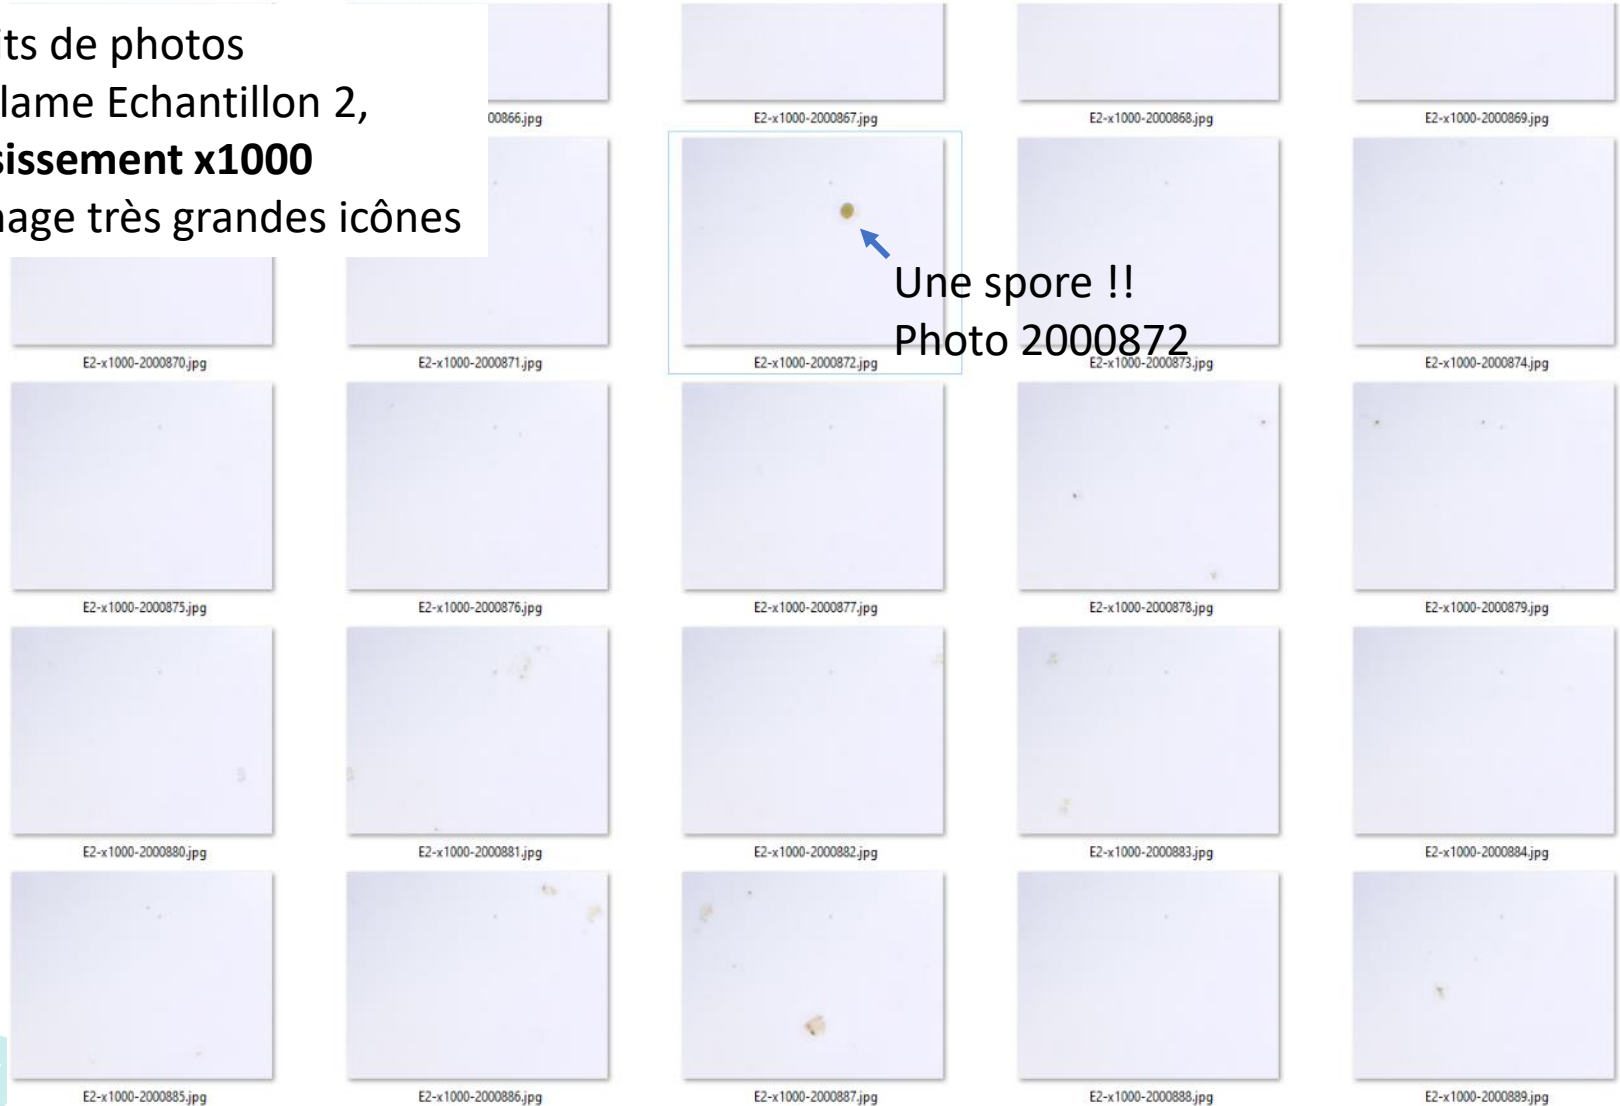 its de photos
lame Echantillon 2,
sissement x1000
nage très grandes icônes
00866.jpg
E2-x1000-2000867.jpg
E2-x1000-2000868.jpg
E2-x1000-2000869.jpg
Une spore !!
Photo 2000872
E2-x1000-2000870.jpg
E2-x1000-2000871.jpg
E2-x1000-2000872.jpg
E2-x1000-2000873.jpg
E2-x1000-2000874.jpg
E2-x1000-2000875.jpg
E2-x1000-2000876.jpg
E2-x1000-2000877.jpg
E2-x1000-2000878.jpg
E2-x1000-2000879.jpg
E2-x1000-2000880.jpg
E2-x1000-2000881.jpg
E2-x1000-2000882.jpg
E2-x1000-2000883.jpg
E2-x1000-2000884.jpg
E2-x1000-2000885.jpg
E2-x1000-2000886.jpg
E2-x1000-2000887.jpg
E2-x1000-2000888.jpg
E2-x1000-2000889.jpg